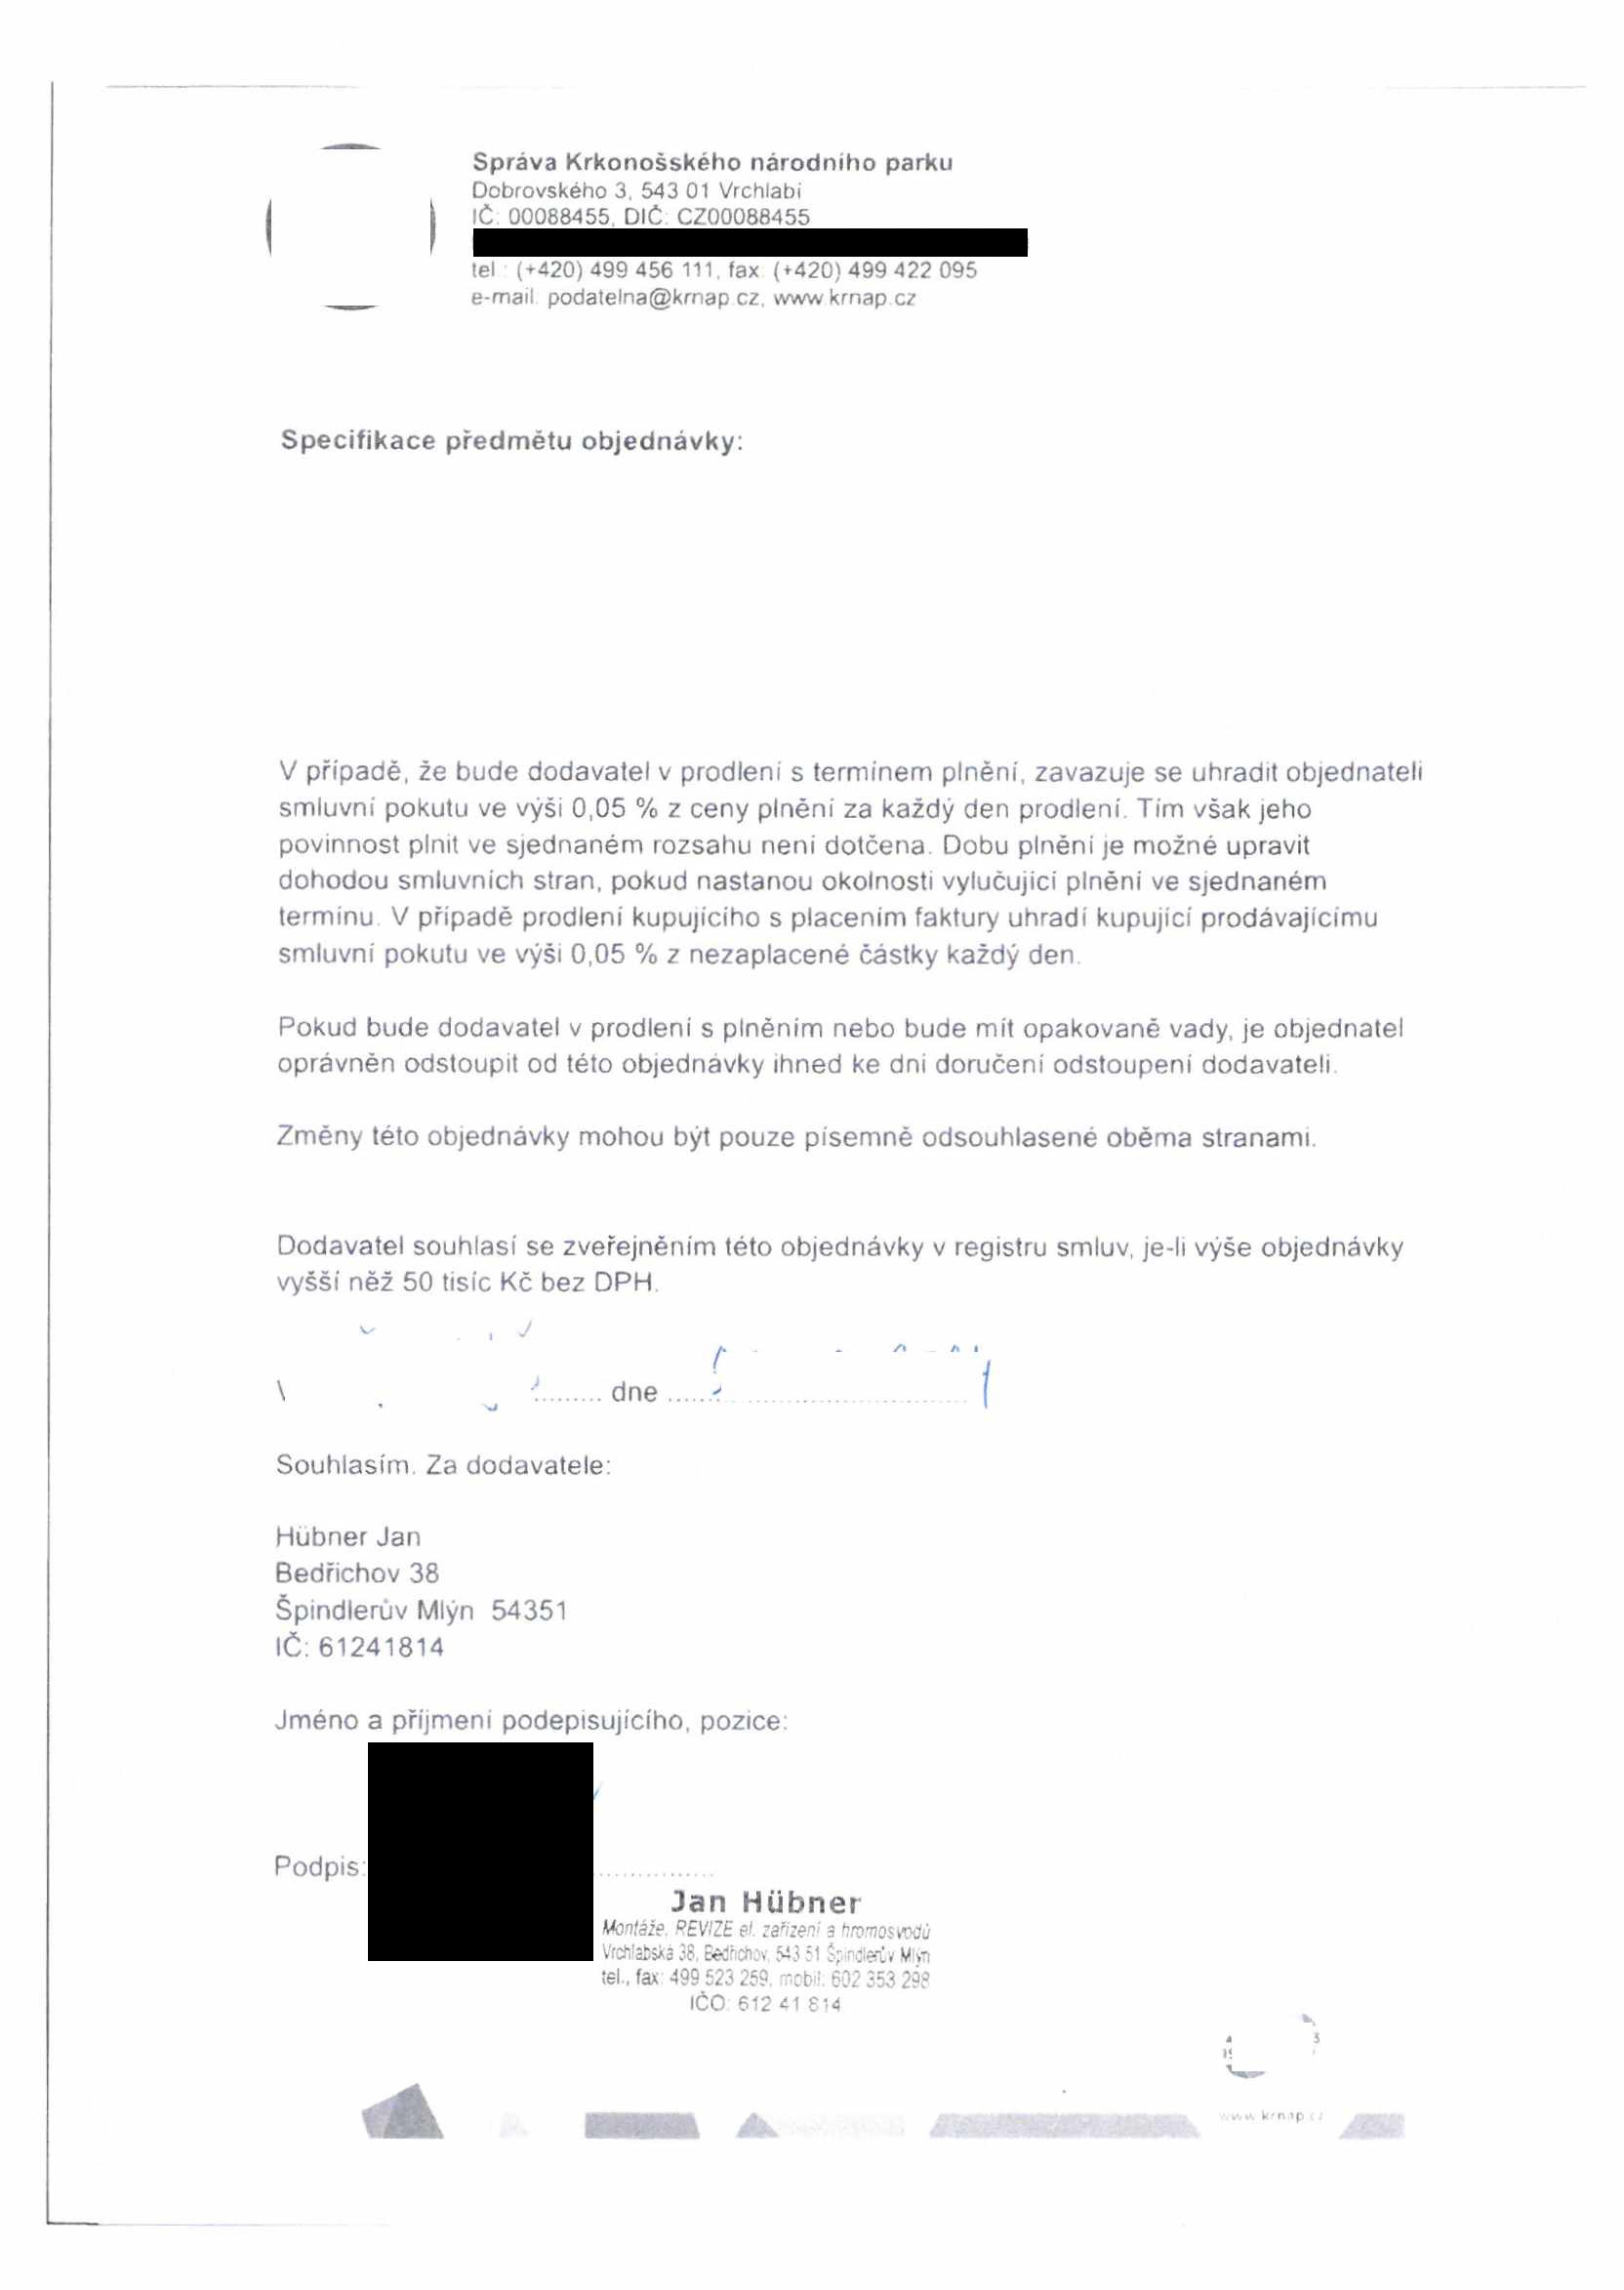 Správa Krkonošského národního parku
Dobrovského 3, 543 01 Vrchlabí
IČ: 00088455, DIČ: CZ00088455
tel.: (+420) 499 456 111, fax: (+420) 499 422 095
e-mail: podatelna@krnap.cz, www.krnap.cz
Specifikace předmětu objednávky:
V případě, že bude dodavatel v prodlení s termínem plnění, zavazuje se uhradit objednateli
smluvní pokutu ve výši 0,05 % z ceny plnění za každý den prodlení. Tím však jeho
povinnost plnit ve sjednaném rozsahu není dotčena. Dobu plnění je možné upravit
dohodou smluvních stran, pokud nastanou okolnosti vylučující plnění ve sjednaném
termínu. V případě prodlení kupujícího s placením faktury uhradí kupující prodávajícímu
smluvní pokutu ve výši 0,05 % z nezaplacené částky každý den.
Pokud bude dodavatel v prodlení s plněním nebo bude mít opakovaně vady, je objednatel
oprávněn odstoupit od této objednávky ihned ke dni doručení odstoupení dodavateli.
Změny této objednávky mohou být pouze písemně odsouhlasené oběma stranami.
Dodavatel souhlasí se zveřejněním této objednávky v registru smluv, je-li výše objednávky
vyšší něž 50 tisíc Kč bez DPH.
dne
Souhlasím. Za dodavatele:
Hübner Jan
Bedřichov 38
Špindlerův Mlýn 54351
IČ: 61241814
Jméno a příjmení podepisujícího, pozice:
Podpis:
Jan Hübner
Montáže, REVIZE el. zařízení a hromosvodů
Vrchlabská 38, Bedřichov, 543 51 Špindlerův Mlýn
tel., fax: 499 523 259, mobil: 602 353 298
IČO: 612 41 814
www.krnap.cz